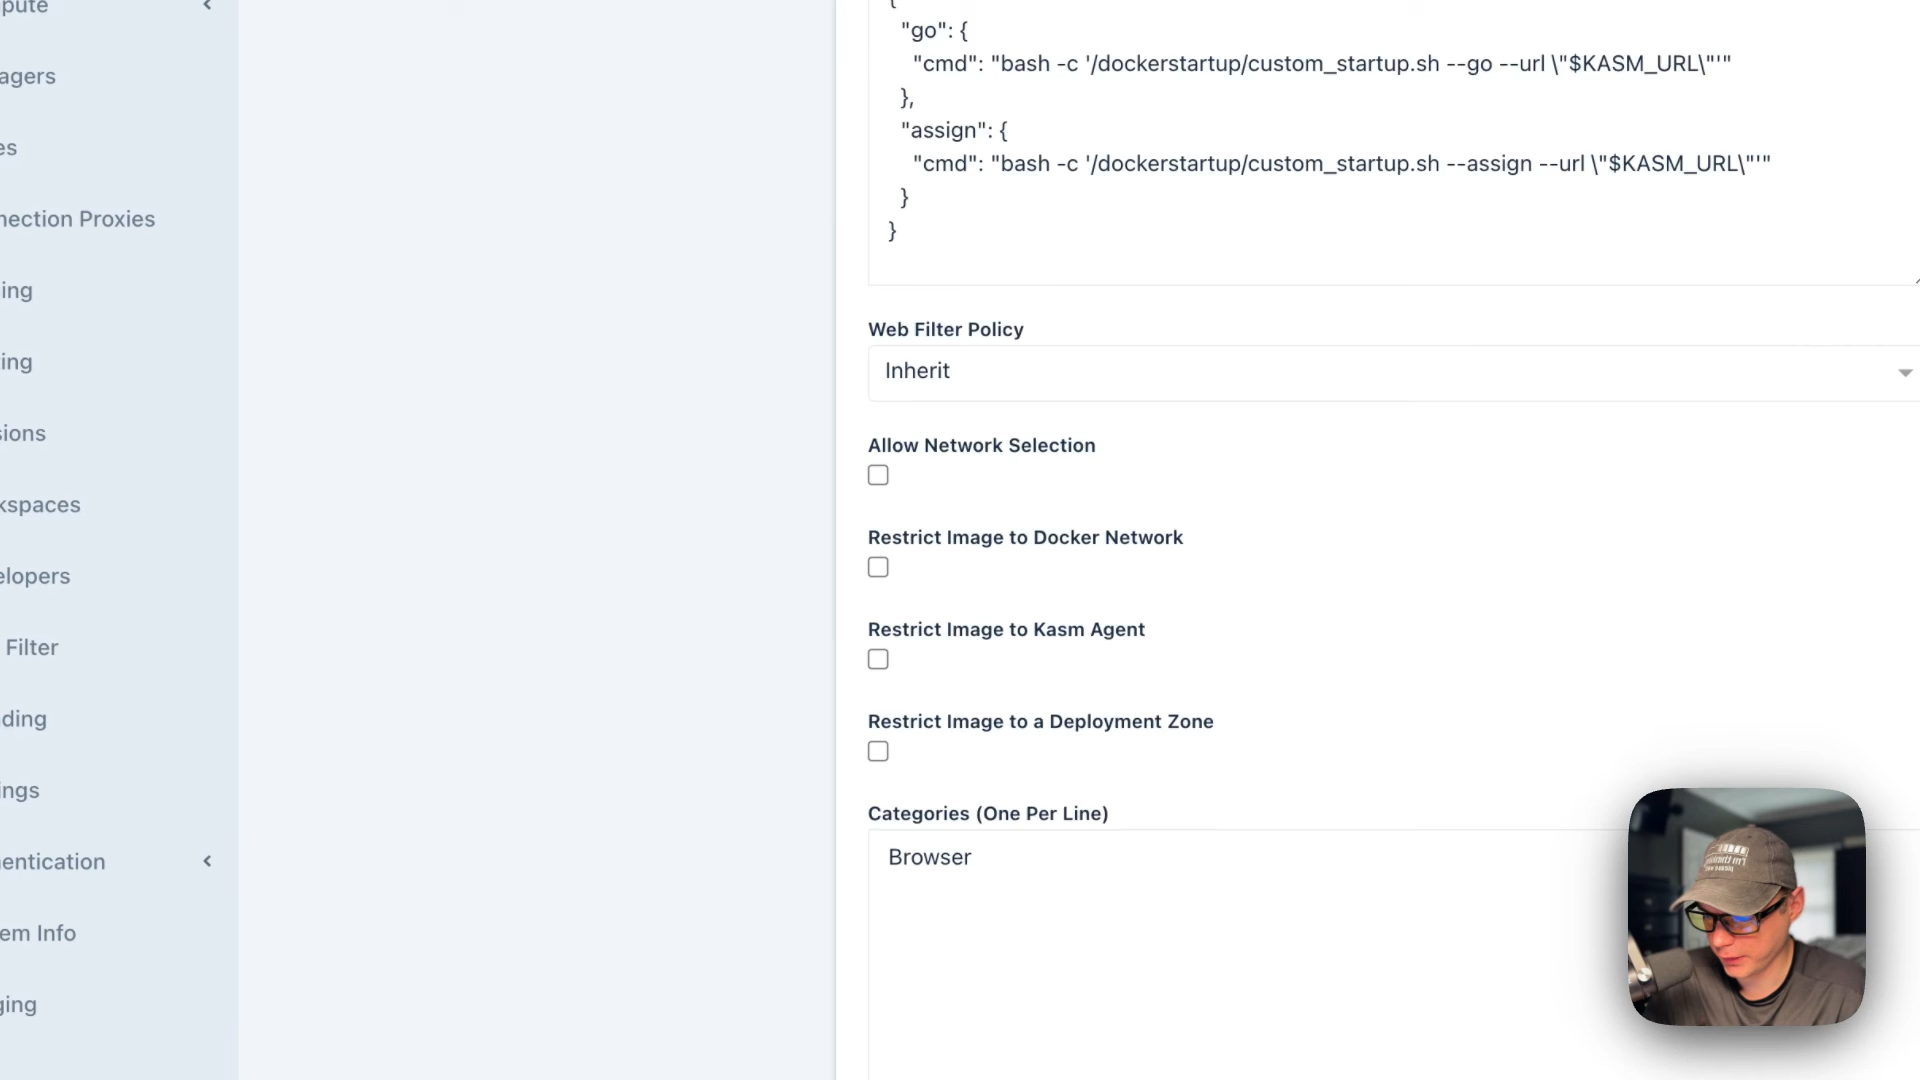 pute
agers
es
nection Proxies
ing
ing
sions
kspaces
elopers
Filter
ding
ings
entication
em Info
ging
{
"go": {
"cmd": "bash -c '/dockerstartup/custom_startup.sh --go --url \"$KASM_URL\"'"
},
"assign": {
"cmd": "bash -c '/dockerstartup/custom_startup.sh --assign --url \"$KASM_URL\"'"
}
}
Web Filter Policy
Inherit
Allow Network Selection
Restrict Image to Docker Network
Restrict Image to Kasm Agent
Restrict Image to a Deployment Zone
Categories (One Per Line)
Browser